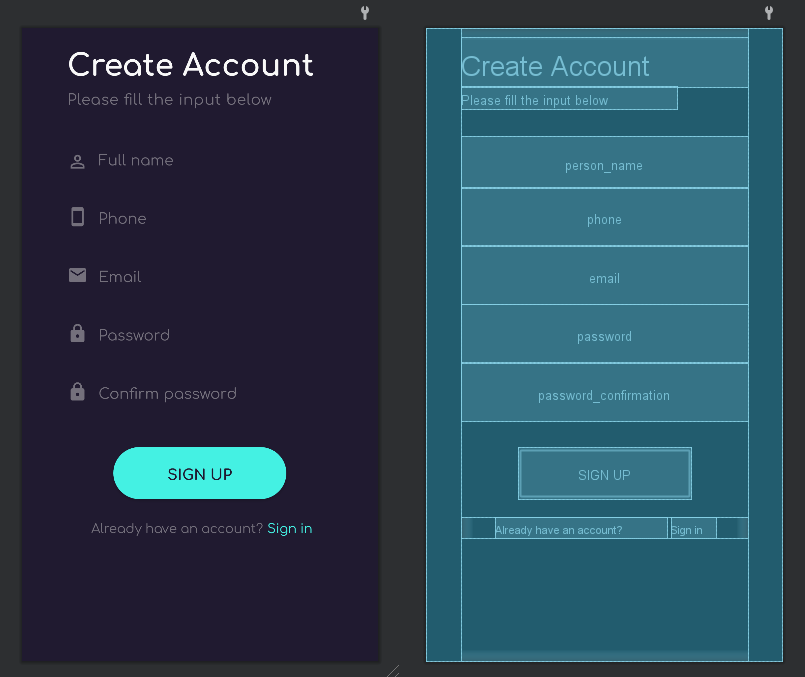 Create Account
Please fill the input below
Full name
Phone
Email
Password
Confirm password
SIGN UP
Already have an account? Sign in
Create Account
Please fill the input below
person_name
phone
email
password
password_confirmation
SIGN UP
Already have an account? Sign in